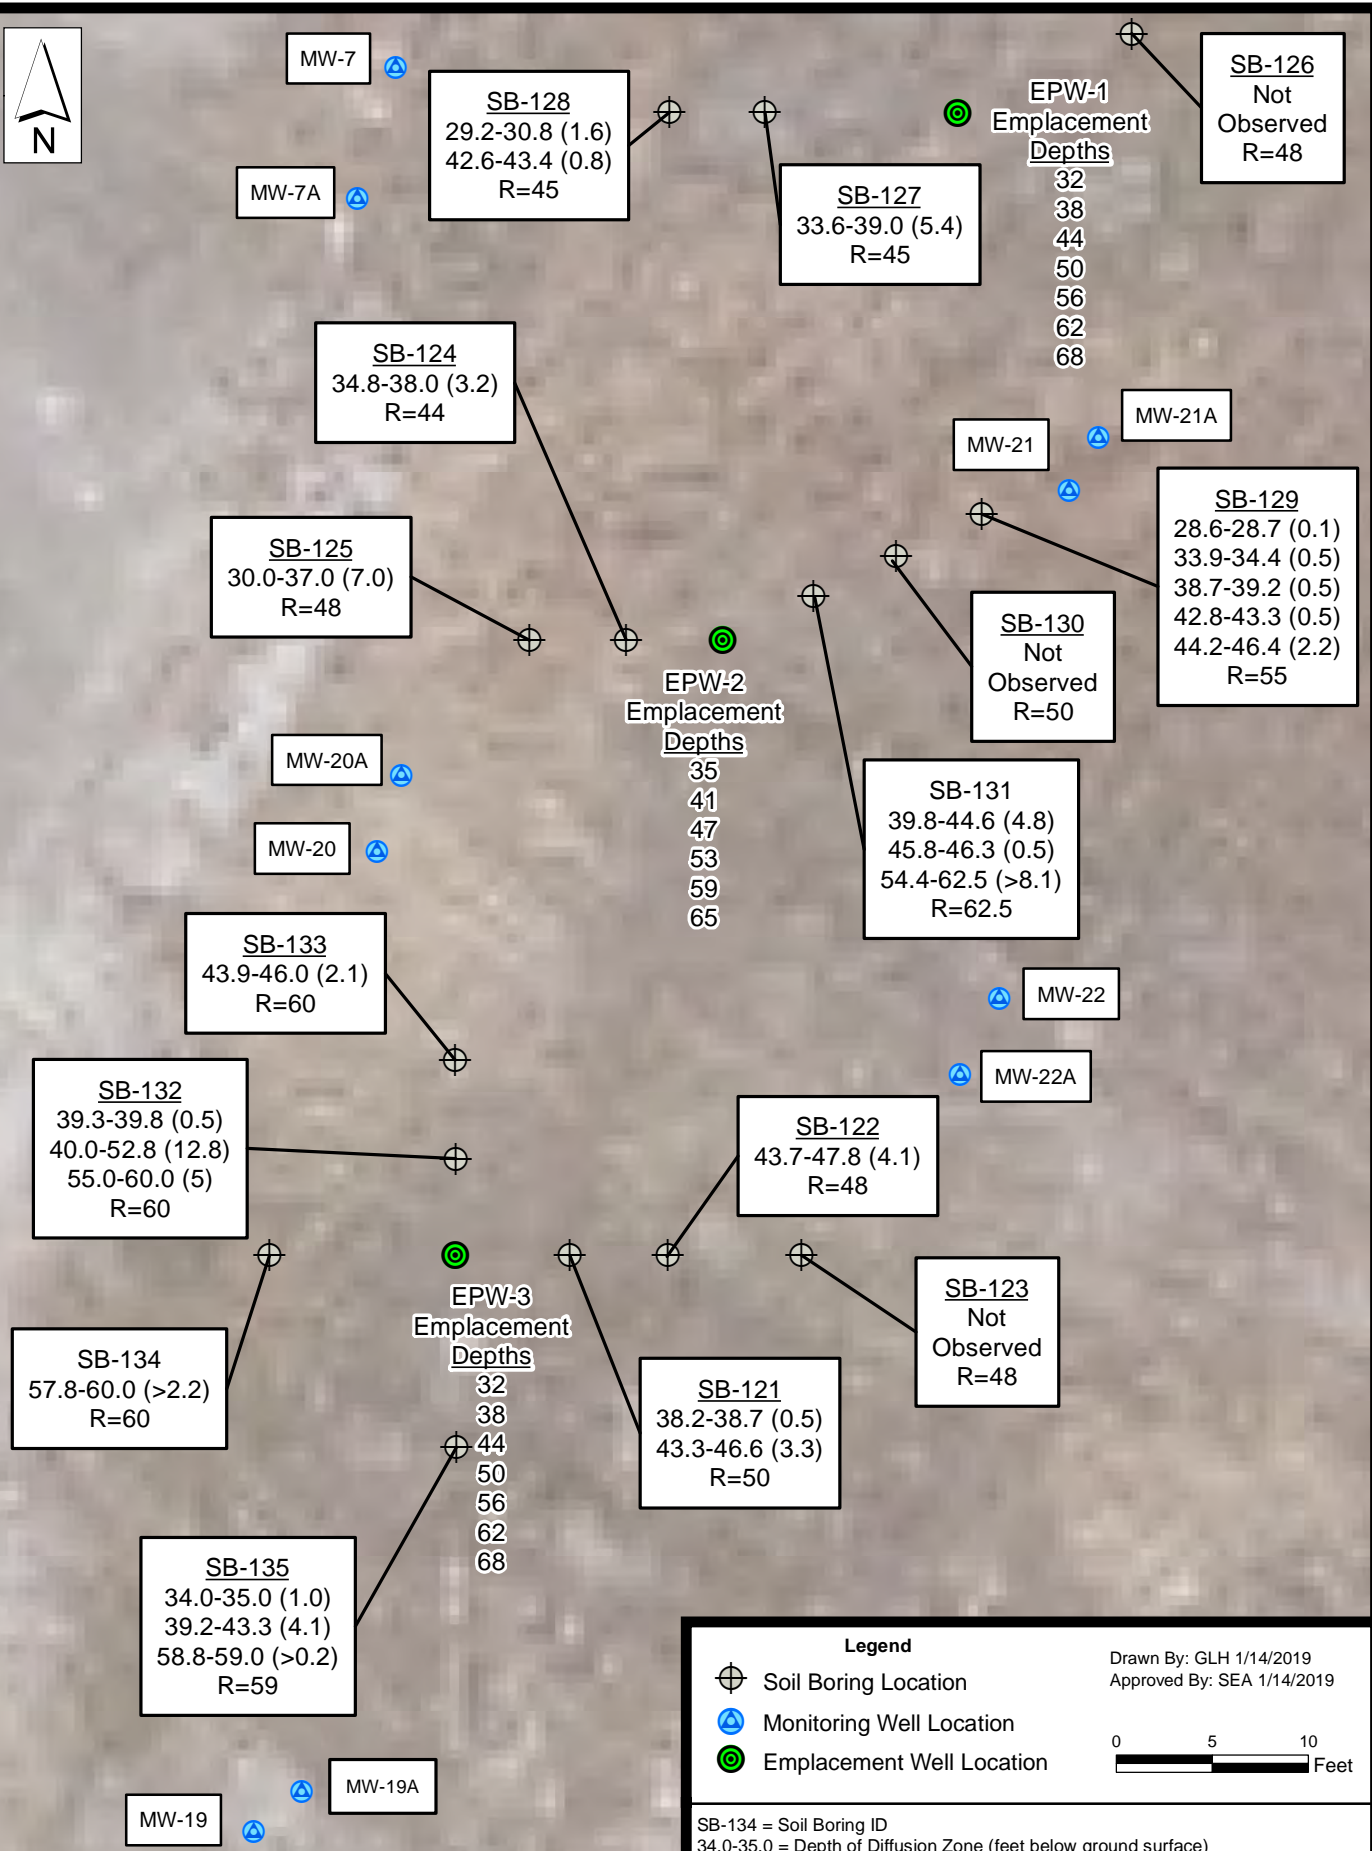 N
MW-7
SB-128
29.2-30.8 (1.6)
42.6-43.4 (0.8)
R=45
EPW-1
Emplacement
Depths
32
38
44
50
56
62
68
SB-126
Not
Observed
R=48
MW-7A
SB-127
33.6-39.0 (5.4)
R=45
SB-124
34.8-38.0 (3.2)
R=44
MW-21A
MW-21
SB-129
28.6-28.7 (0.1)
33.9-34.4 (0.5)
38.7-39.2 (0.5)
42.8-43.3 (0.5)
44.2-46.4 (2.2)
R=55
SB-125
30.0-37.0 (7.0)
R=48
SB-130
Not
Observed
R=50
EPW-2
Emplacement
Depths
35
41
47
53
59
65
MW-20A
MW-20
SB-131
39.8-44.6 (4.8)
45.8-46.3 (0.5)
54.4-62.5 (>8.1)
R=62.5
SB-133
43.9-46.0 (2.1)
R=60
MW-22
MW-22A
SB-132
39.3-39.8 (0.5)
40.0-52.8 (12.8)
55.0-60.0 (5)
R=60
SB-122
43.7-47.8 (4.1)
R=48
SB-123
Not
Observed
R=48
EPW-3
Emplacement
Depths
32
38
44
50
56
62
68
SB-134
57.8-60.0 (>2.2)
R=60
SB-121
38.2-38.7 (0.5)
43.3-46.6 (3.3)
R=50
SB-135
34.0-35.0 (1.0)
39.2-43.3 (4.1)
58.8-59.0 (>0.2)
R=59
MW-19A
MW-19
Legend
Soil Boring Location
Monitoring Well Location
Emplacement Well Location
Drawn By: GLH 1/14/2019
Approved By: SEA 1/14/2019
0 5 10
Feet
SB-134 = Soil Boring ID
34.0-35.0 = Depth of Diffusion Zone (feet below ground surface)